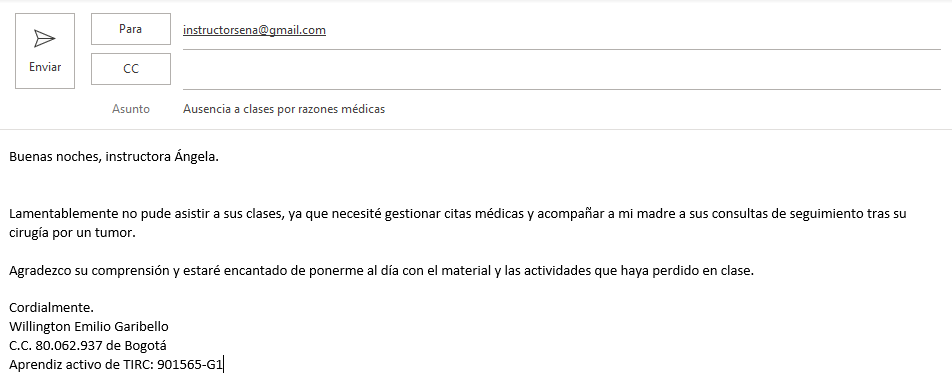 Para
instructorsena@gmail.com
Enviar
CC
Asunto
Ausencia a clases por razones médicas
Buenas noches, instructora Ángela.
Lamentablemente no pude asistir a sus clases, ya que necesité gestionar citas médicas y acompañar a mi madre a sus consultas de seguimiento tras su
cirugía por un tumor.
Agradezco su comprensión y estaré encantado de ponerme al día con el material y las actividades que haya perdido en clase.
Cordialmente.
Willington Emilio Garibello
C.C. 80.062.937 de Bogotá
Aprendiz activo de TIRC: 901565-G1